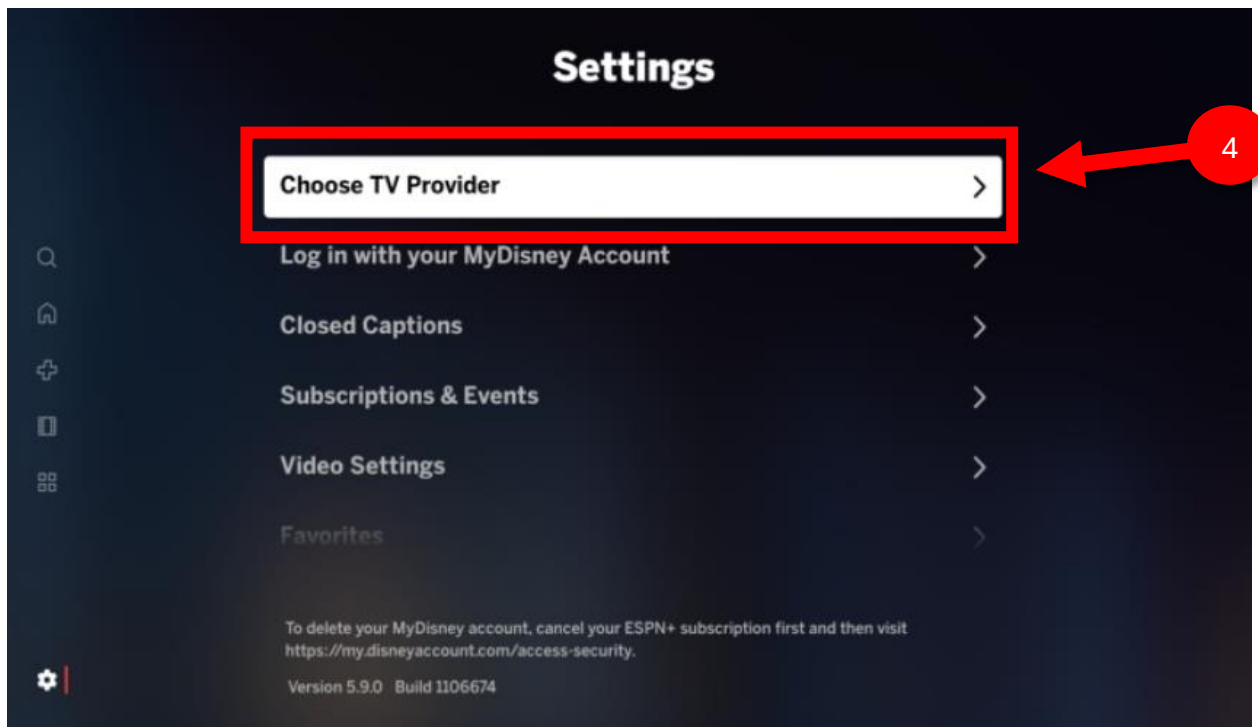 Settings
4
Choose TV Provider
Log in with your MyDisney Account
Closed Captions
Subscriptions & Events
Video Settings
Favorites
To delete your MyDisney account, cancel your ESPN+ subscription first and then visit
https://my.disneyaccount.com/access-security.
Version 5.9.0 Build 1106674